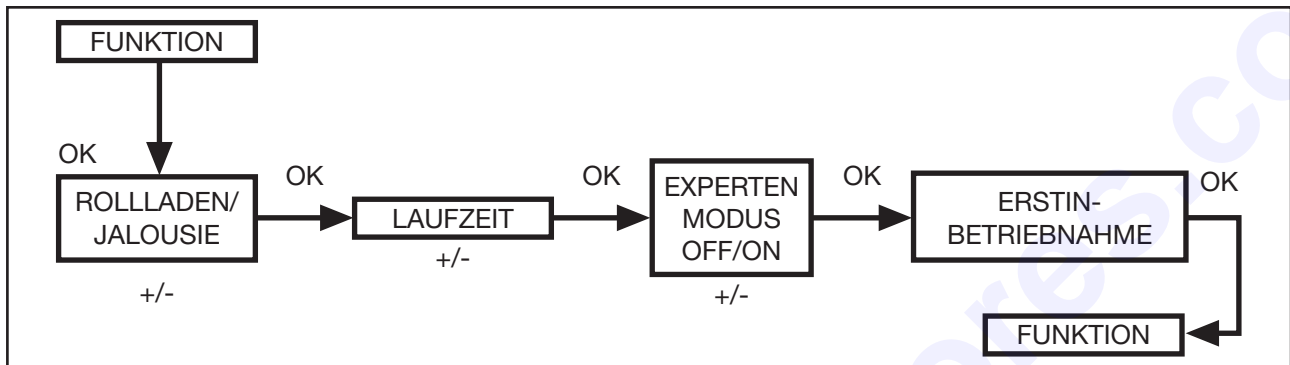 FUNKTION
OK
ROLLLADEN/
JALOUSIE
+/-
OK
LAUFZEIT
+/-
OK
EXPERTEN
MODUS
OFF/ON
+/-
OK
ERSTIN-
BETRIEBNAHME
OK
FUNKTION